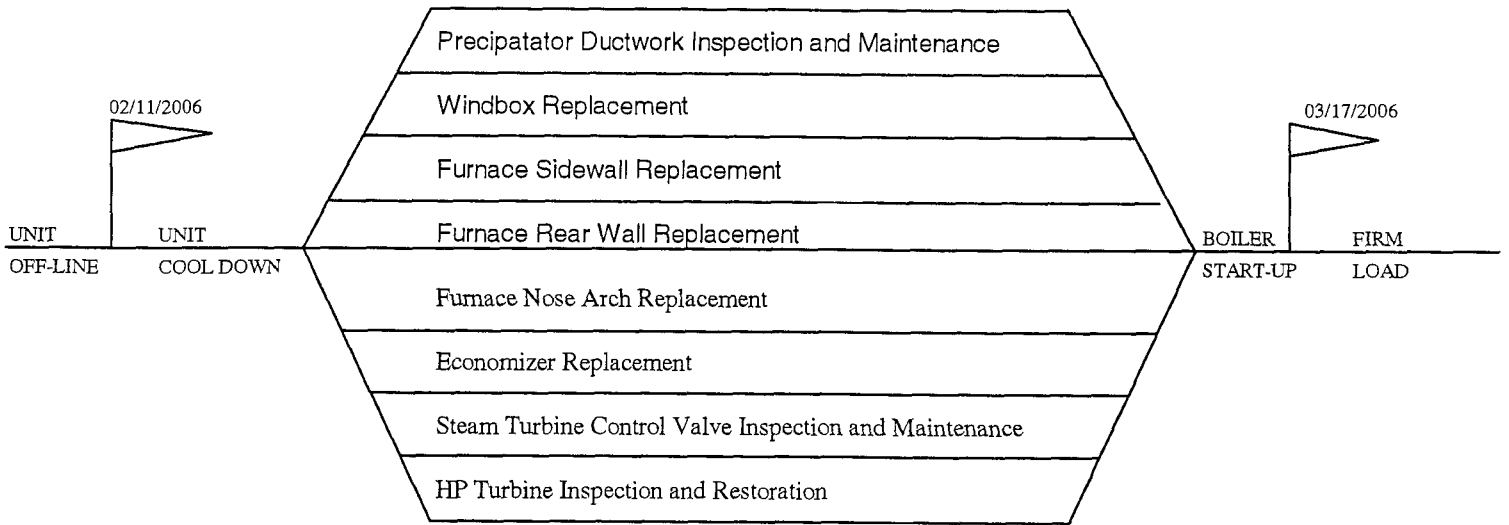 Precipatator Ductwork Inspection and Maintenance
02/11/2006
Windbox Replacement
03/17/2006
Furnace Sidewall Replacement
UNIT
UNIT
Furnace Rear Wall Replacement
BOILER
FIRM
OFF-LINE
COOL DOWN
START-UP
LOAD
Furnace Nose Arch Replacement
Economizer Replacement
Steam Turbine Control Valve Inspection and Maintenance
HP Turbine Inspection and Restoration